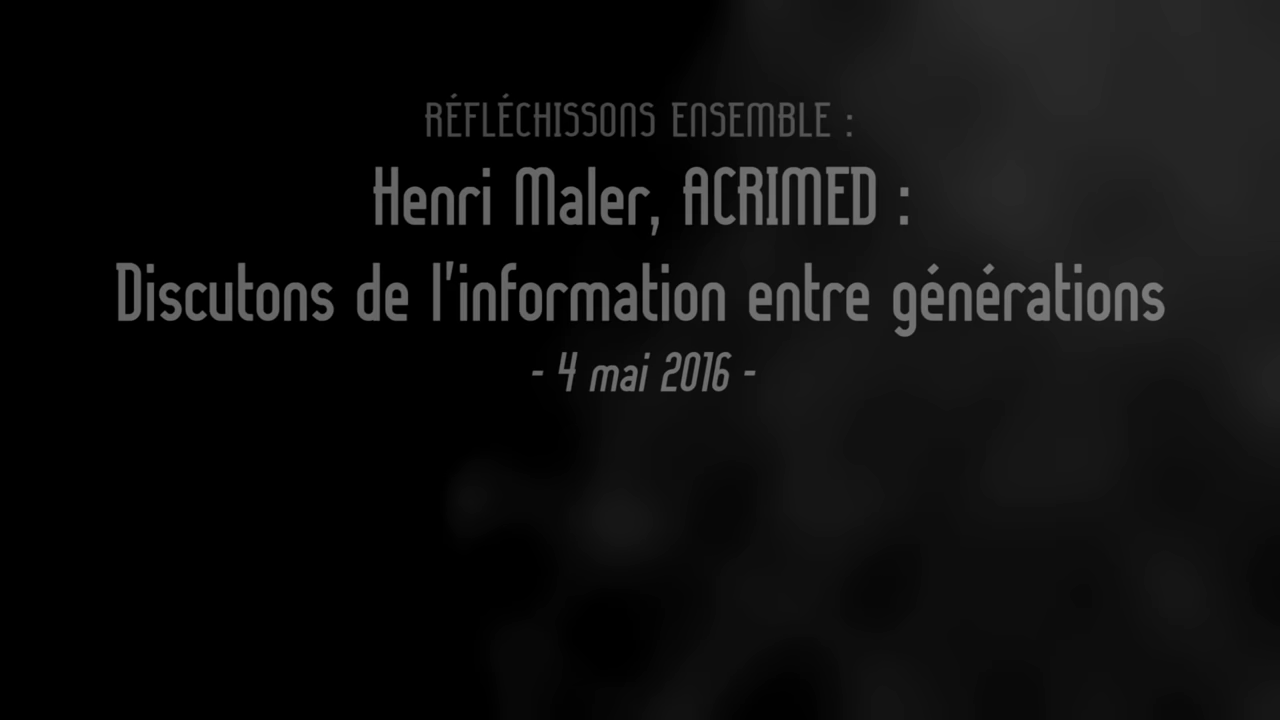 RÉFLÉCHISSONS ENSEMBLE :
Henri Maler, ACRIMED :
Discutons de l'information entre générations
- 4 mai 2016 -